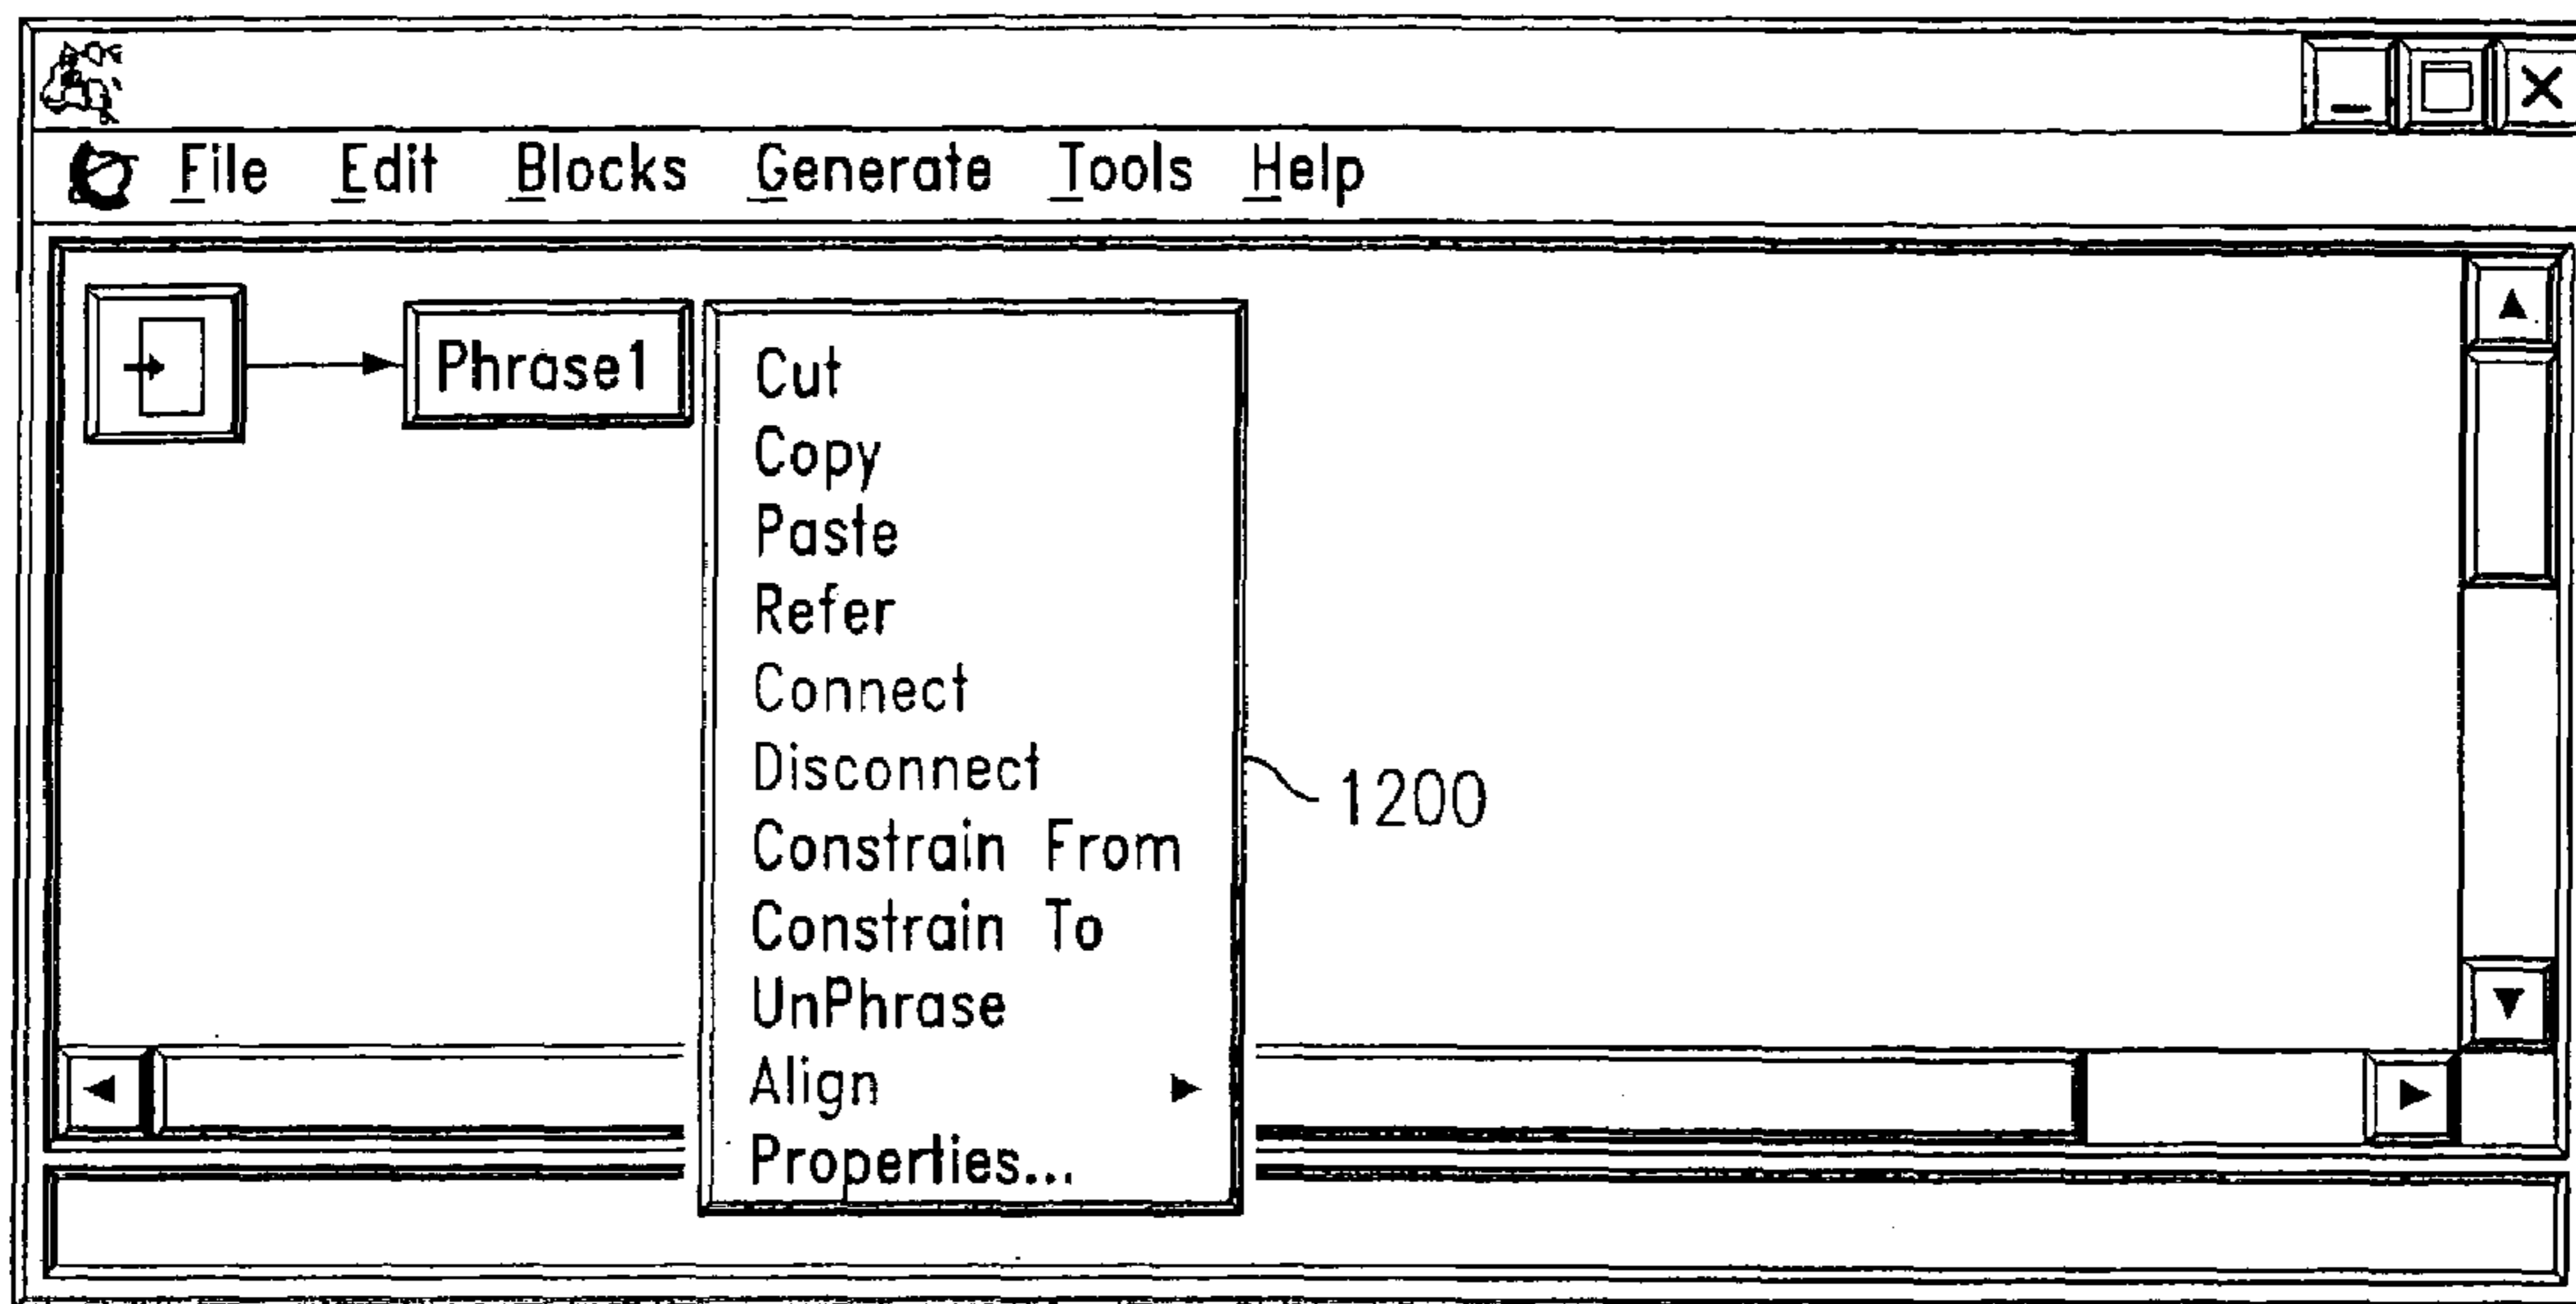 File Edit Blocks Generate Tools Help
Phrase1
Cut
Copy
Paste
Refer
Connect
Disconnect
1200
Constrain From
Constrain To
UnPhrase
Align
Properties...